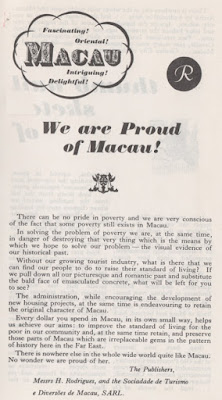 Fascinating!
Oriental!
MACAU
Intriguing!
Delightful!
R
We are Proud
of Macau!
There can be no pride in poverty and we are very conscious
of the fact that some poverty still exists in Macau.
In solving the problem of poverty we are, at the same time,
in danger of destroying that very thing which is the means by
which we hope to solve our problem — the visual evidence of
our historical past.
Without our growing tourist industry, what is there that we
can find our people to do to raise their standard of living? If
we pull down all our picturesque and romantic past and substitute
the bald face of emasculated concrete, what will be left for you
to see?
The administration, while encouraging the development of
new housing projects, at the same time is endeavouring to retain
the original character of Macau.
Every dollar you spend in Macau, in its own small way, helps
us achieve our aims: to improve the standard of living for the
poor in our community and, at the same time retain, and preserve
those parts of Macau which are irreplaceable gems in the pattern
of history here in the Far East.
There is nowhere else in the whole wide world quite like Macau.
No wonder we are proud of her.
The Publishers,
Messrs H. Rodrigues, and the Sociedade de Turismo
e Diversões de Macau, SARL.